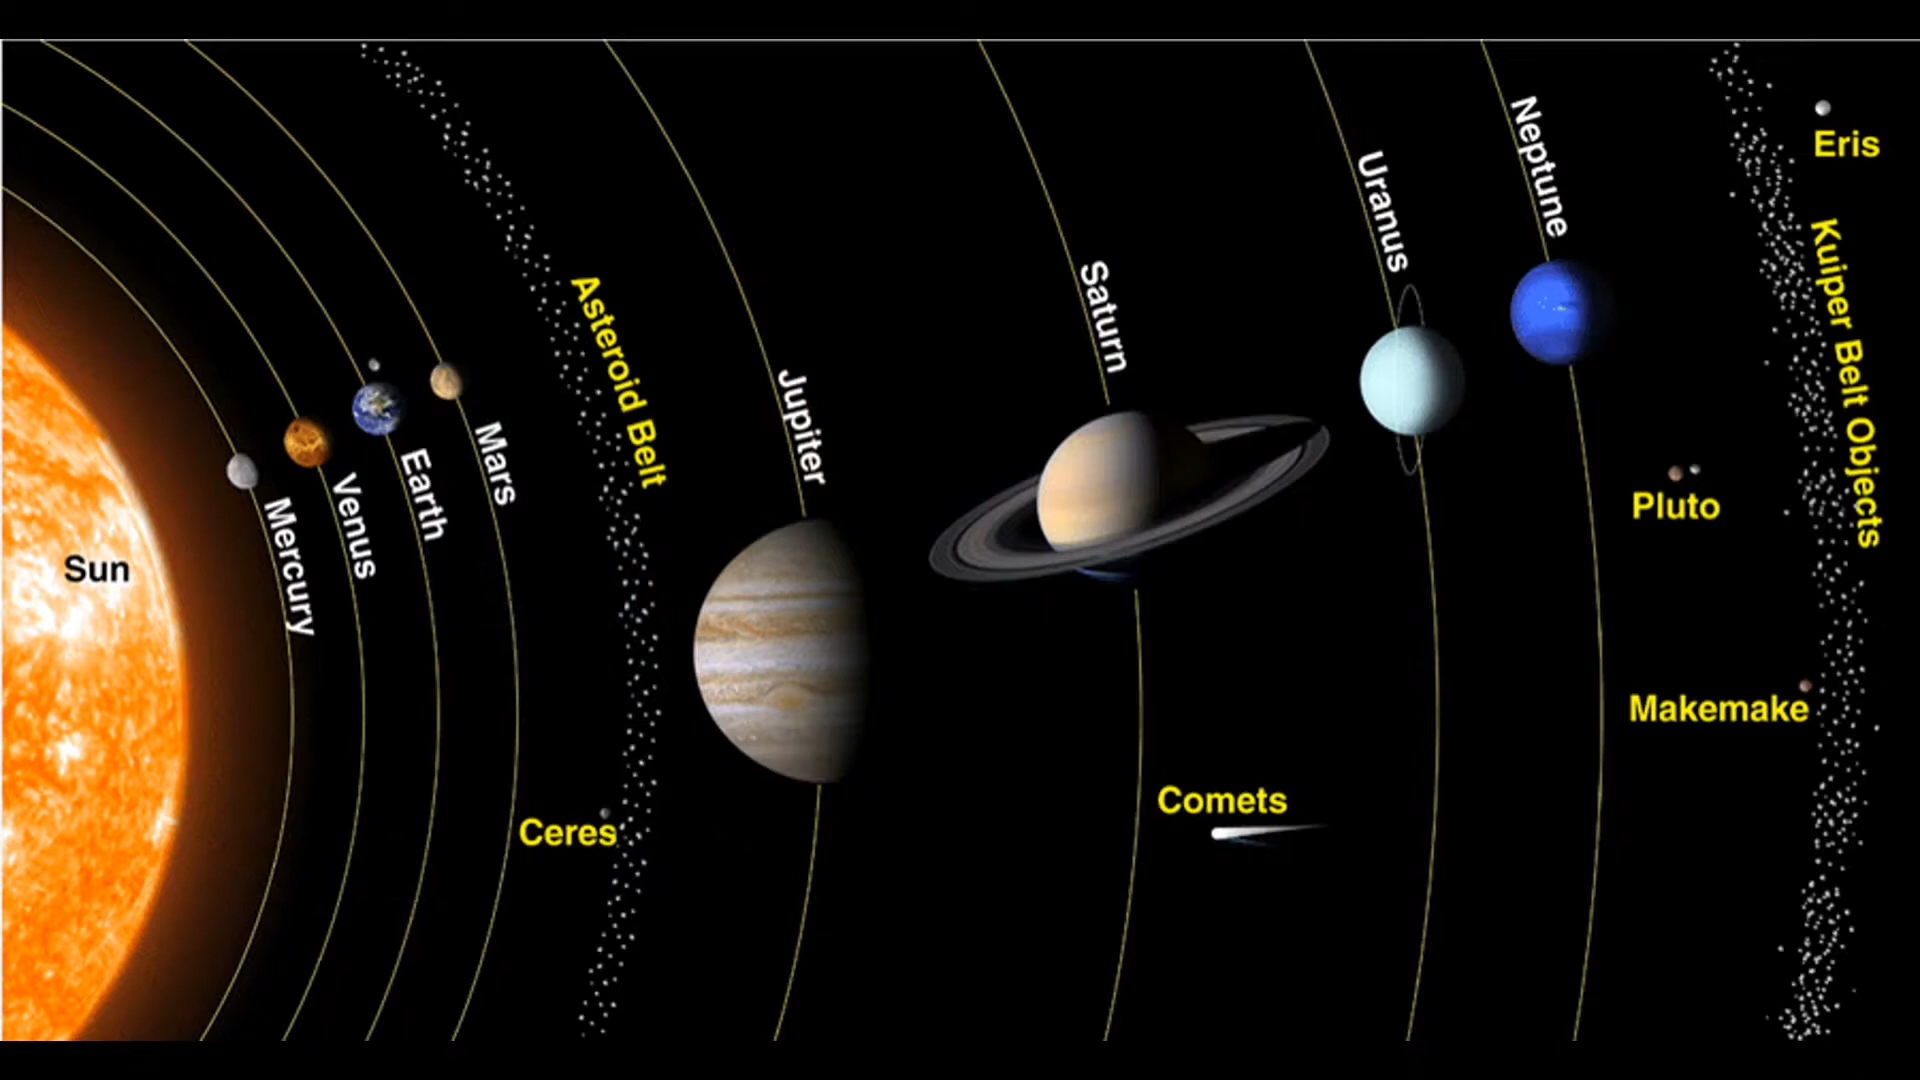 Sun
Mercury
Venus
Earth
Mars
Asteroid Belt
Ceres
Jupiter
Saturn
Comets
Uranus
Neptune
Pluto
Makemake
Eris
Kuiper Belt Objects